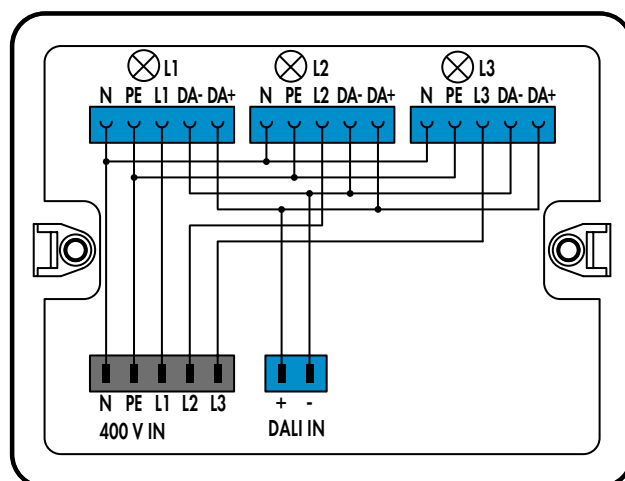 L1 L2 L3
N PE L1 DA- DA+ N PE L2 DA- DA+ N PE L3 DA- DA+
N PE L1 L2 L3 + -
400 V IN DALI IN